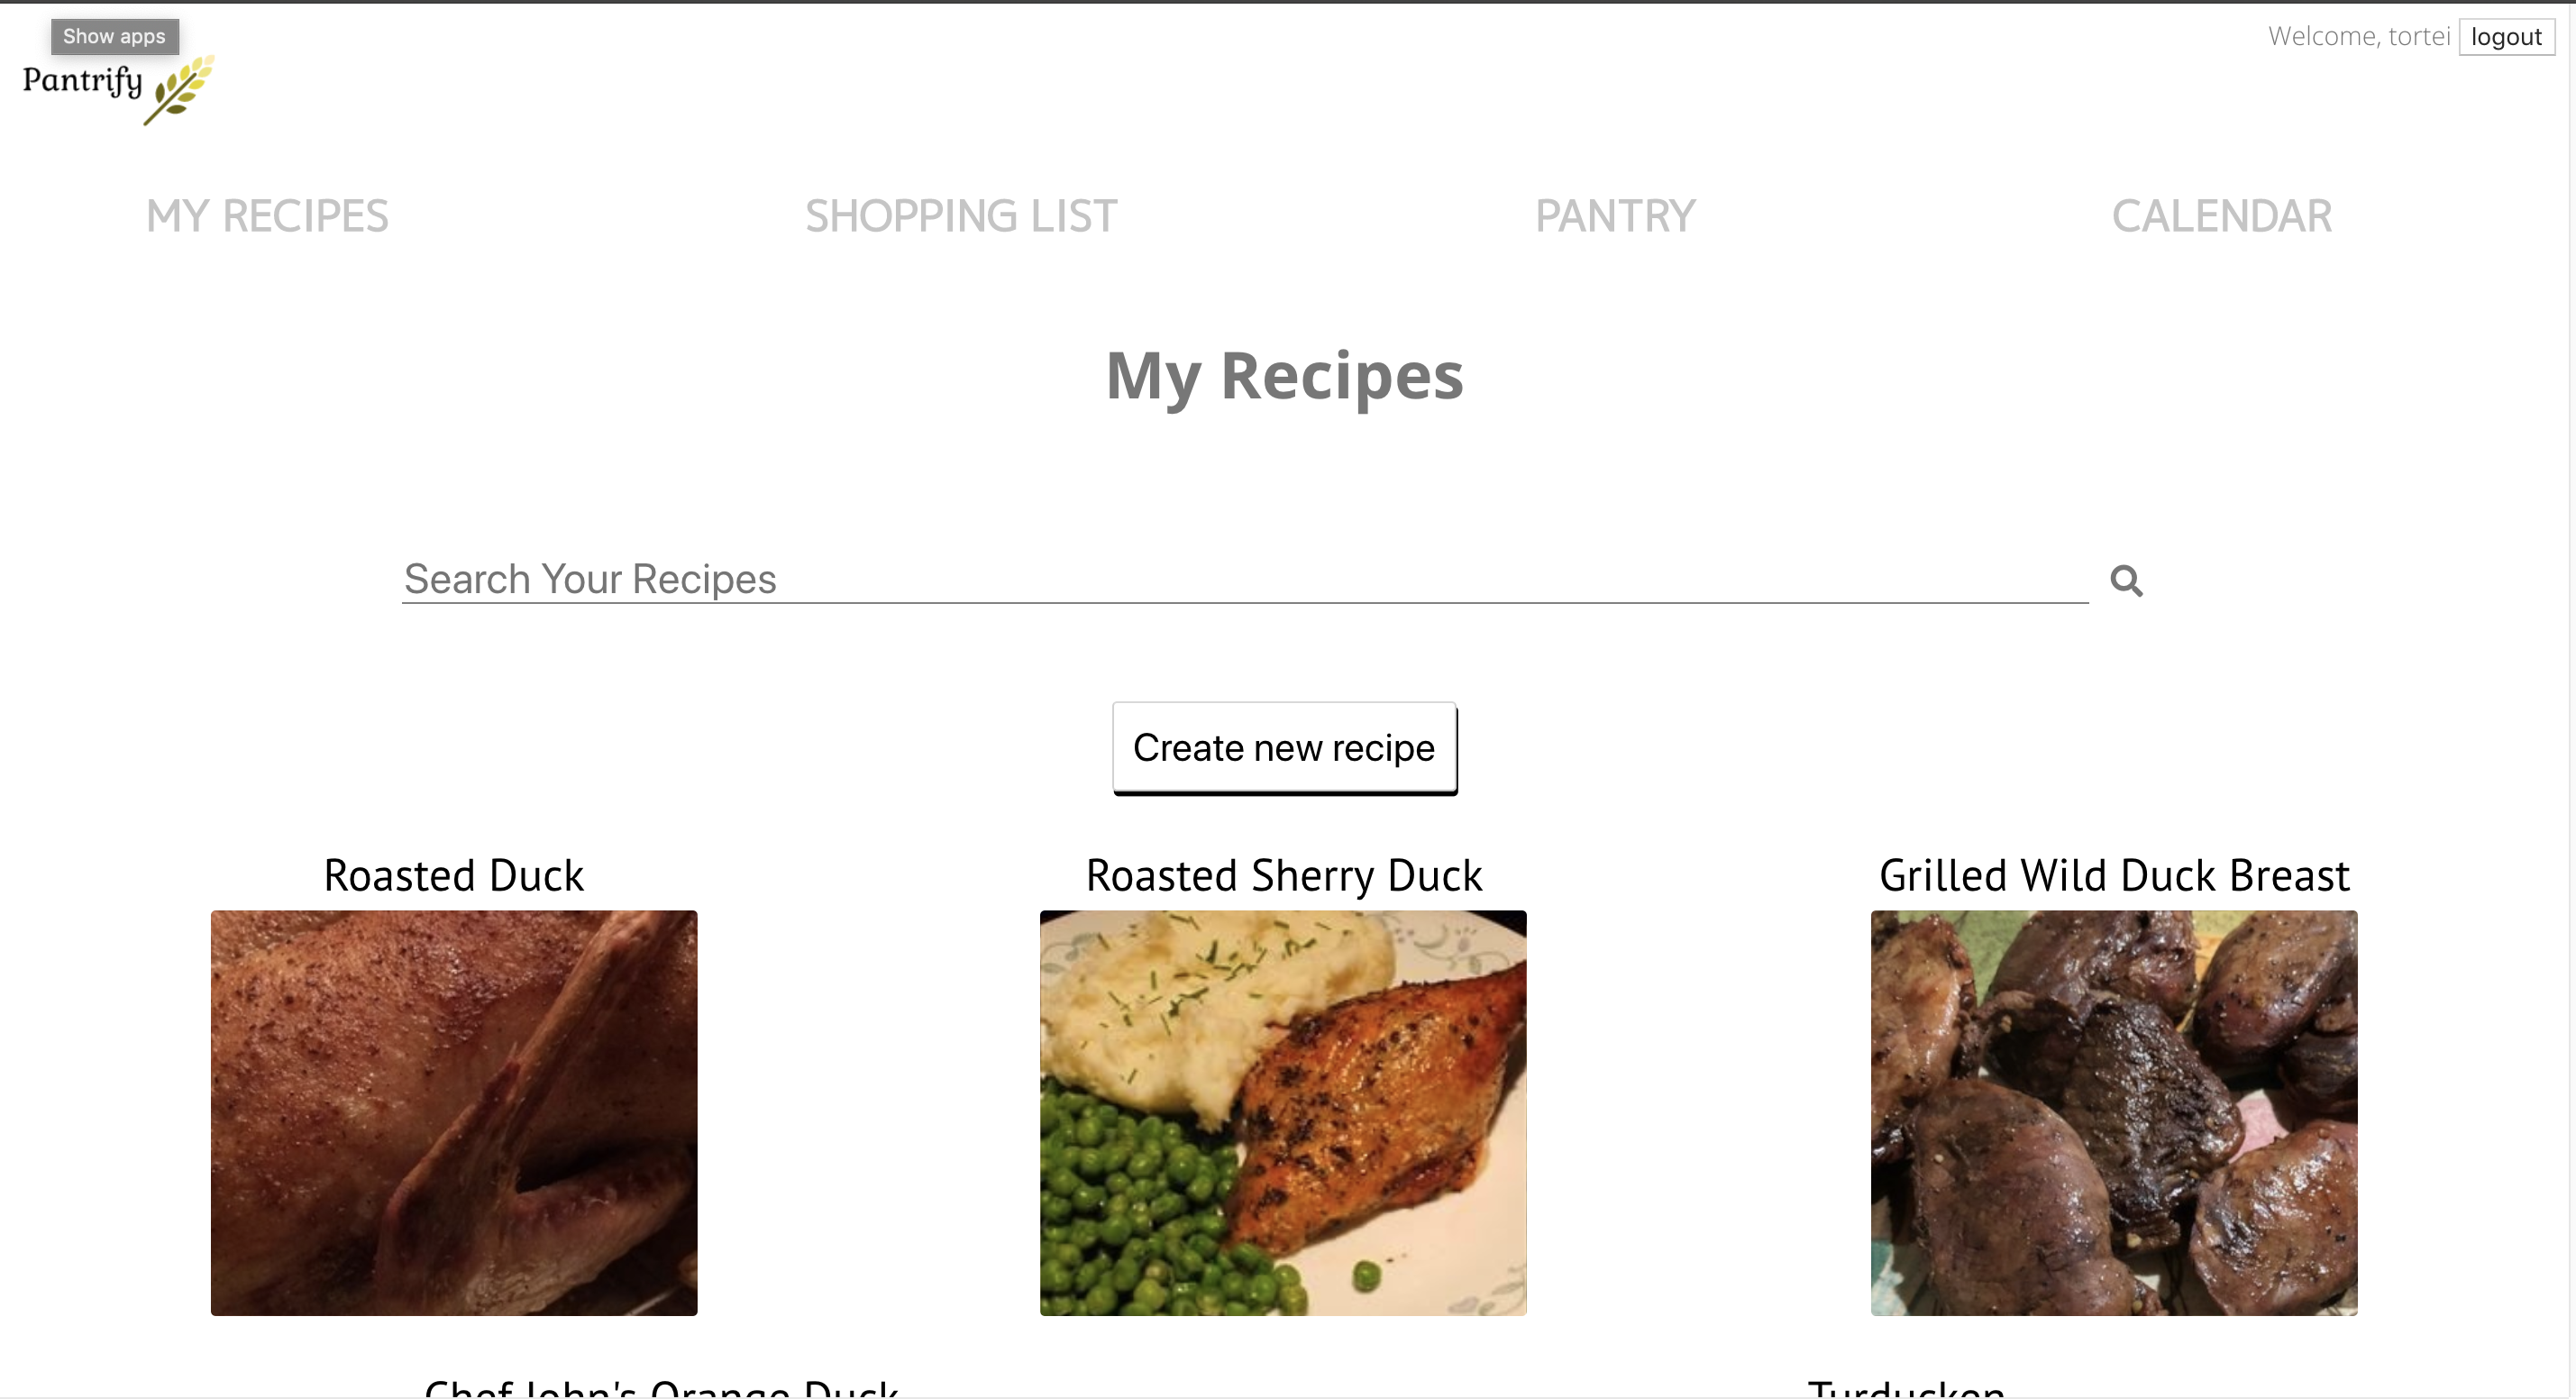 Show apps
Welcome, tortei logout
Pantrify
MY RECIPES SHOPPING LIST PANTRY CALENDAR
My Recipes
Search Your Recipes
Create new recipe
Roasted Duck Roasted Sherry Duck Grilled Wild Duck Breast
Chef John's Orange Duck Turducken